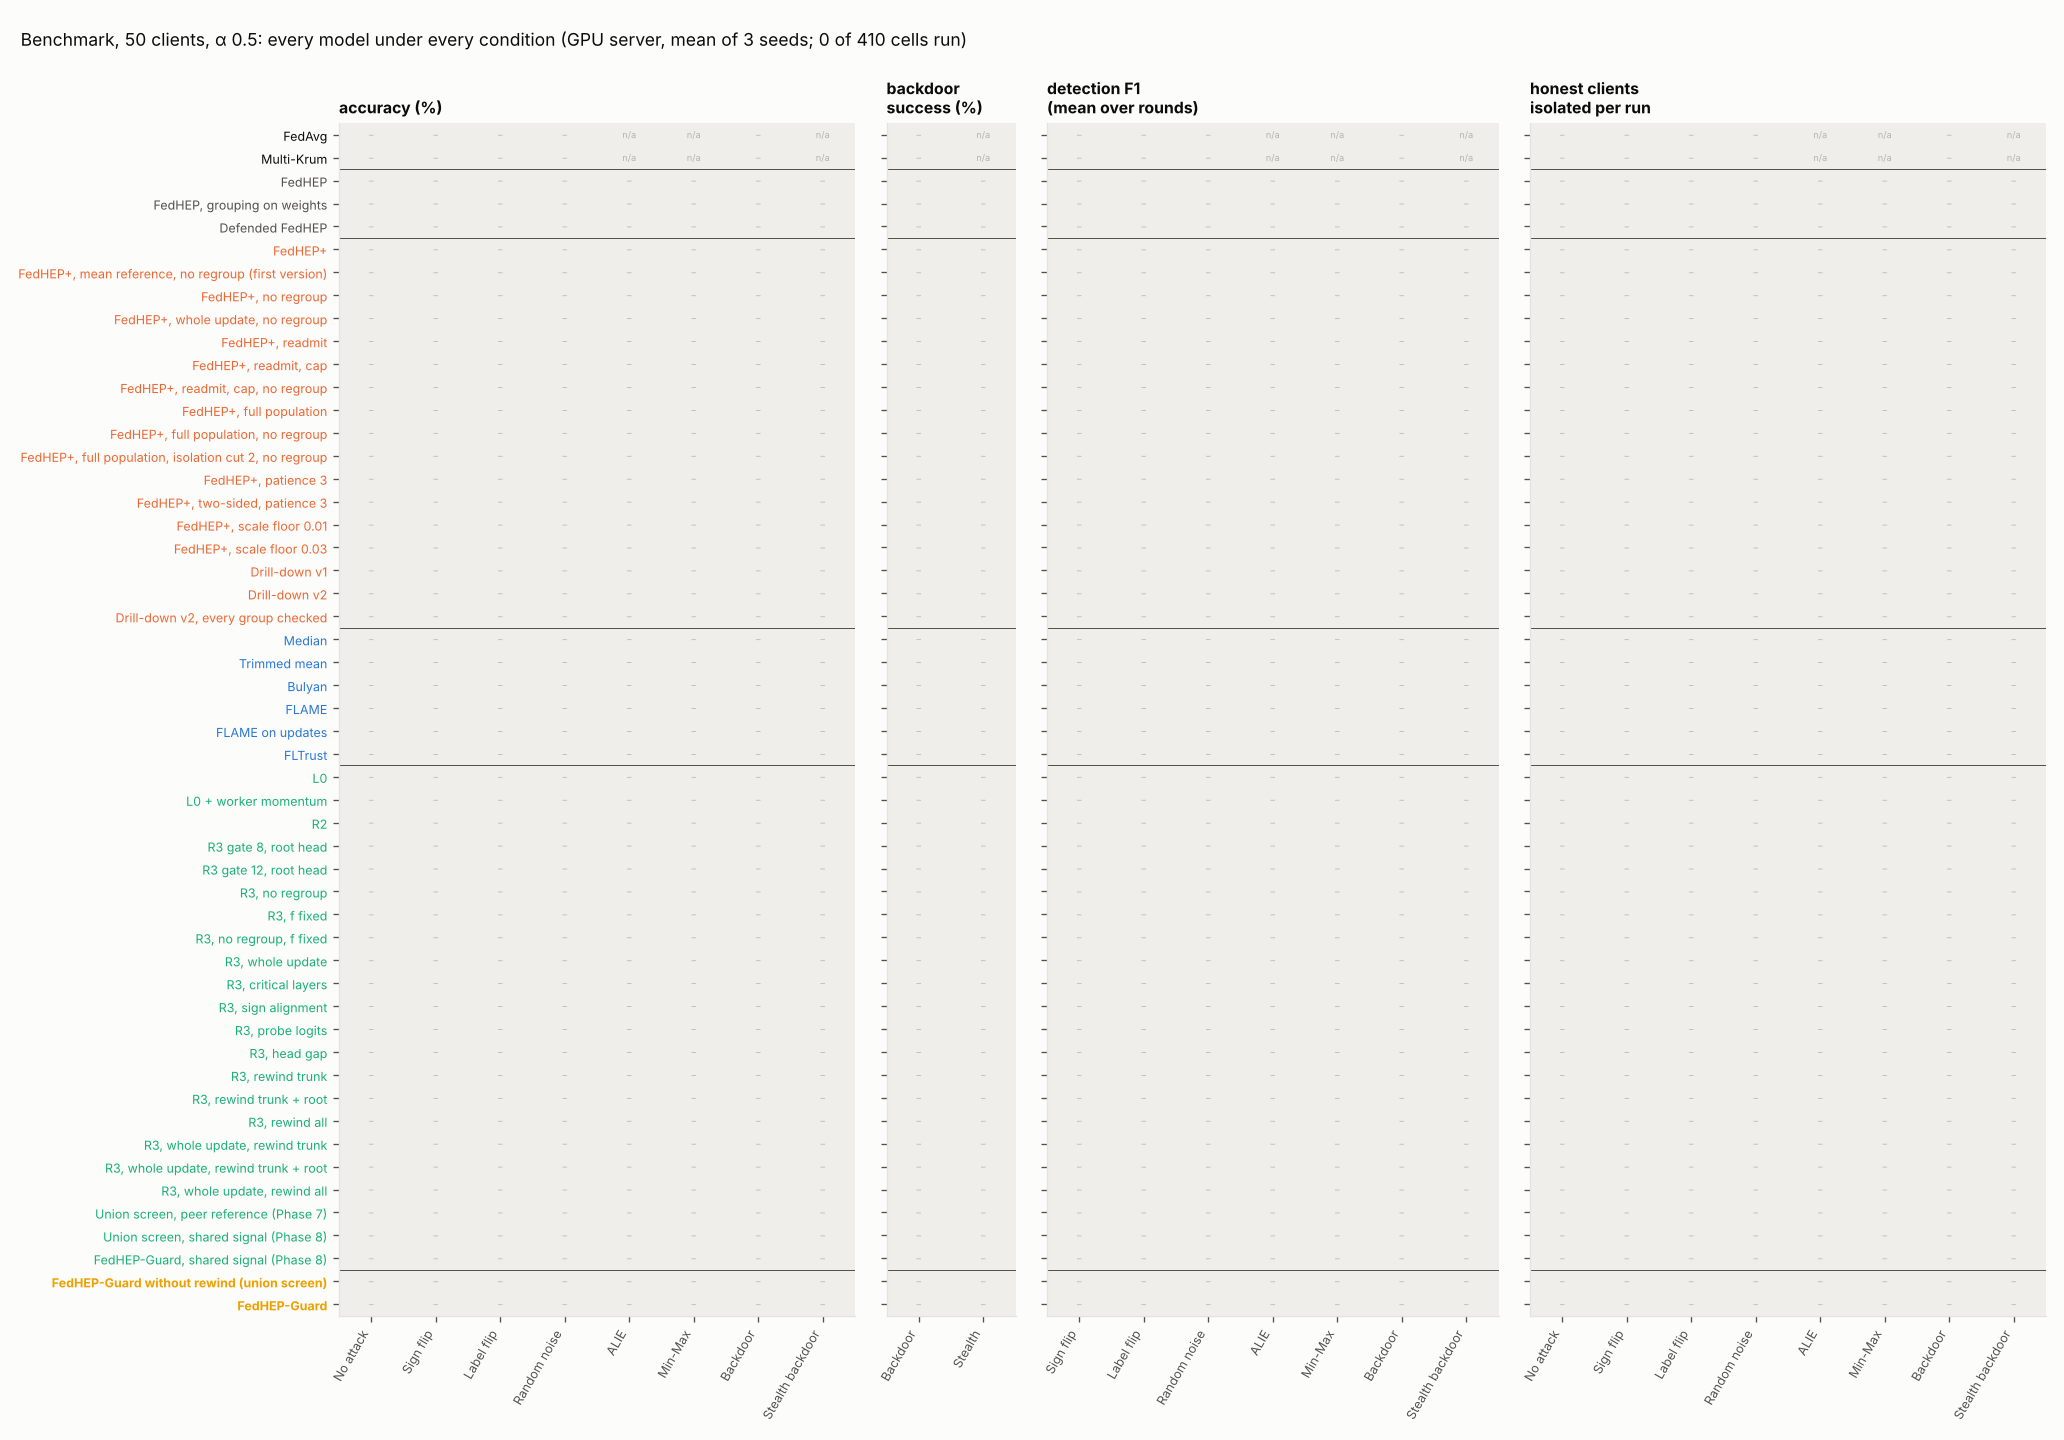 Benchmark, 50 clients, α 0.5: every model under every condition (GPU server, mean of 3 seeds; 0 of 410 cells run)
accuracy (%)
backdoor
success (%)
detection F1
(mean over rounds)
honest clients
isolated per run
FedAvg – – – – n/a n/a – n/a – n/a – – – n/a n/a – n/a – – – – n/a n/a – n/a
Multi-Krum – – – – n/a n/a – n/a – n/a – – – n/a n/a – n/a – – – – n/a n/a – n/a
FedHEP
FedHEP, grouping on weights
Defended FedHEP
FedHEP+
FedHEP+, mean reference, no regroup (first version)
FedHEP+, no regroup
FedHEP+, whole update, no regroup
FedHEP+, readmit
FedHEP+, readmit, cap
FedHEP+, readmit, cap, no regroup
FedHEP+, full population
FedHEP+, full population, no regroup
FedHEP+, full population, isolation cut 2, no regroup
FedHEP+, patience 3
FedHEP+, two-sided, patience 3
FedHEP+, scale floor 0.01
FedHEP+, scale floor 0.03
Drill-down v1
Drill-down v2
Drill-down v2, every group checked
Median
Trimmed mean
Bulyan
FLAME
FLAME on updates
FLTrust
L0
L0 + worker momentum
R2
R3 gate 8, root head
R3 gate 12, root head
R3, no regroup
R3, f fixed
R3, no regroup, f fixed
R3, whole update
R3, critical layers
R3, sign alignment
R3, probe logits
R3, head gap
R3, rewind trunk
R3, rewind trunk + root
R3, rewind all
R3, whole update, rewind trunk
R3, whole update, rewind trunk + root
R3, whole update, rewind all
Union screen, peer reference (Phase 7)
Union screen, shared signal (Phase 8)
FedHEP-Guard, shared signal (Phase 8)
FedHEP-Guard without rewind (union screen)
FedHEP-Guard
No attack
Sign flip
Label flip
Random noise
ALIE
Min-Max
Backdoor
Stealth backdoor
Backdoor
Stealth
Sign flip
Label flip
Random noise
ALIE
Min-Max
Backdoor
Stealth backdoor
No attack
Sign flip
Label flip
Random noise
ALIE
Min-Max
Backdoor
Stealth backdoor